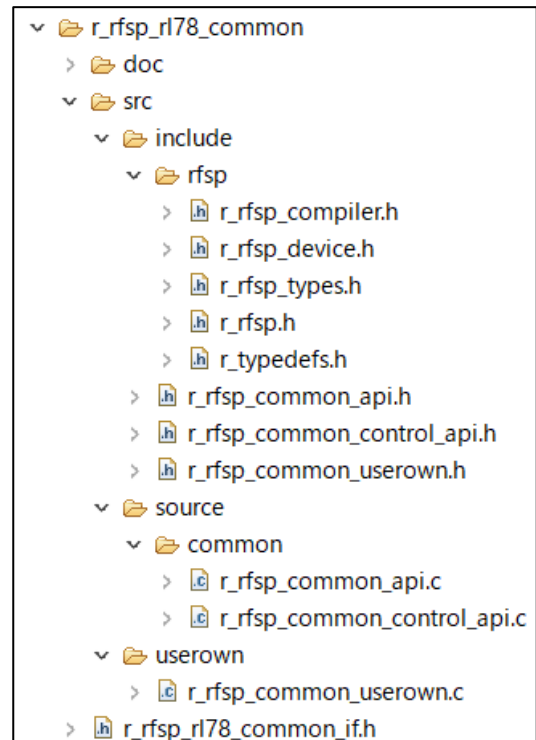 r_rfsp_rl78_common
doc
src
include
rfsp
r_rfsp_compiler.h
r_rfsp_device.h
r_rfsp_types.h
r_rfsp.h
r_typedefs.h
r_rfsp_common_api.h
r_rfsp_common_control_api.h
r_rfsp_common_userown.h
source
common
r_rfsp_common_api.c
r_rfsp_common_control_api.c
userown
r_rfsp_common_userown.c
r_rfsp_rl78_common_if.h